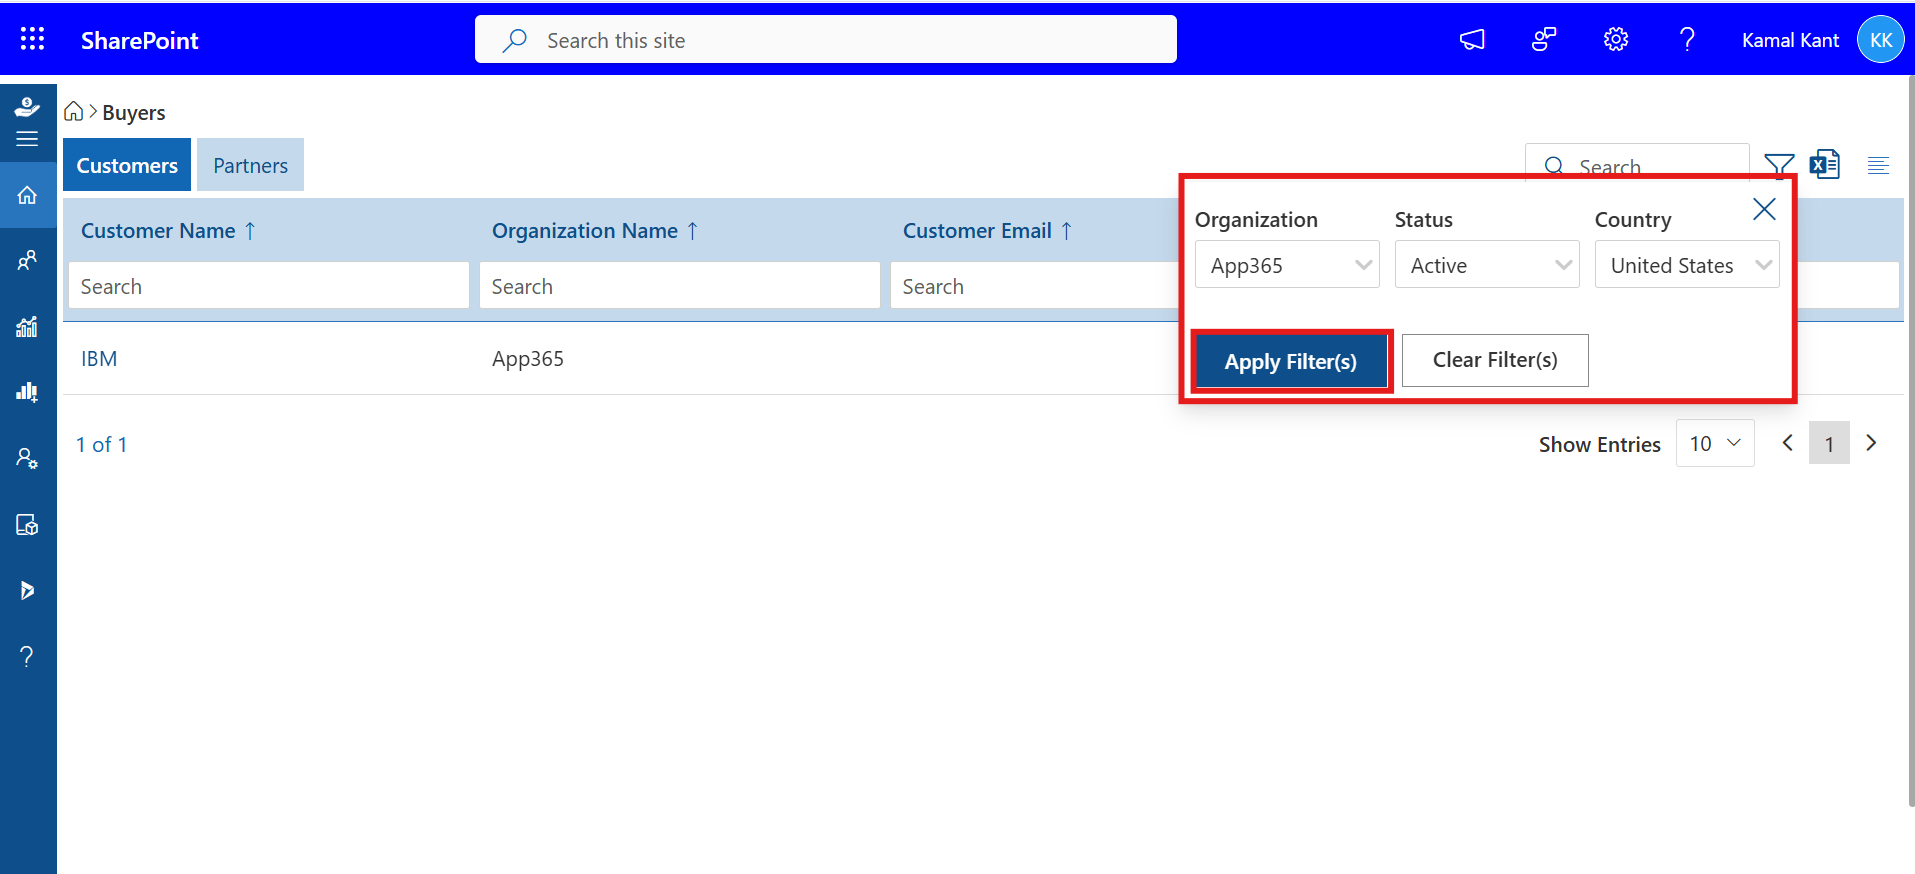 SharePoint
Search this site
Kamal Kant
KK
Buyers
Customers
Partners
Search
Customer Name ↑
Organization Name ↑
Customer Email ↑
Search
Search
Search
Organization
Status
Country
App365
Active
United States
Apply Filter(s)
Clear Filter(s)
IBM
App365
1 of 1
Show Entries
10
1